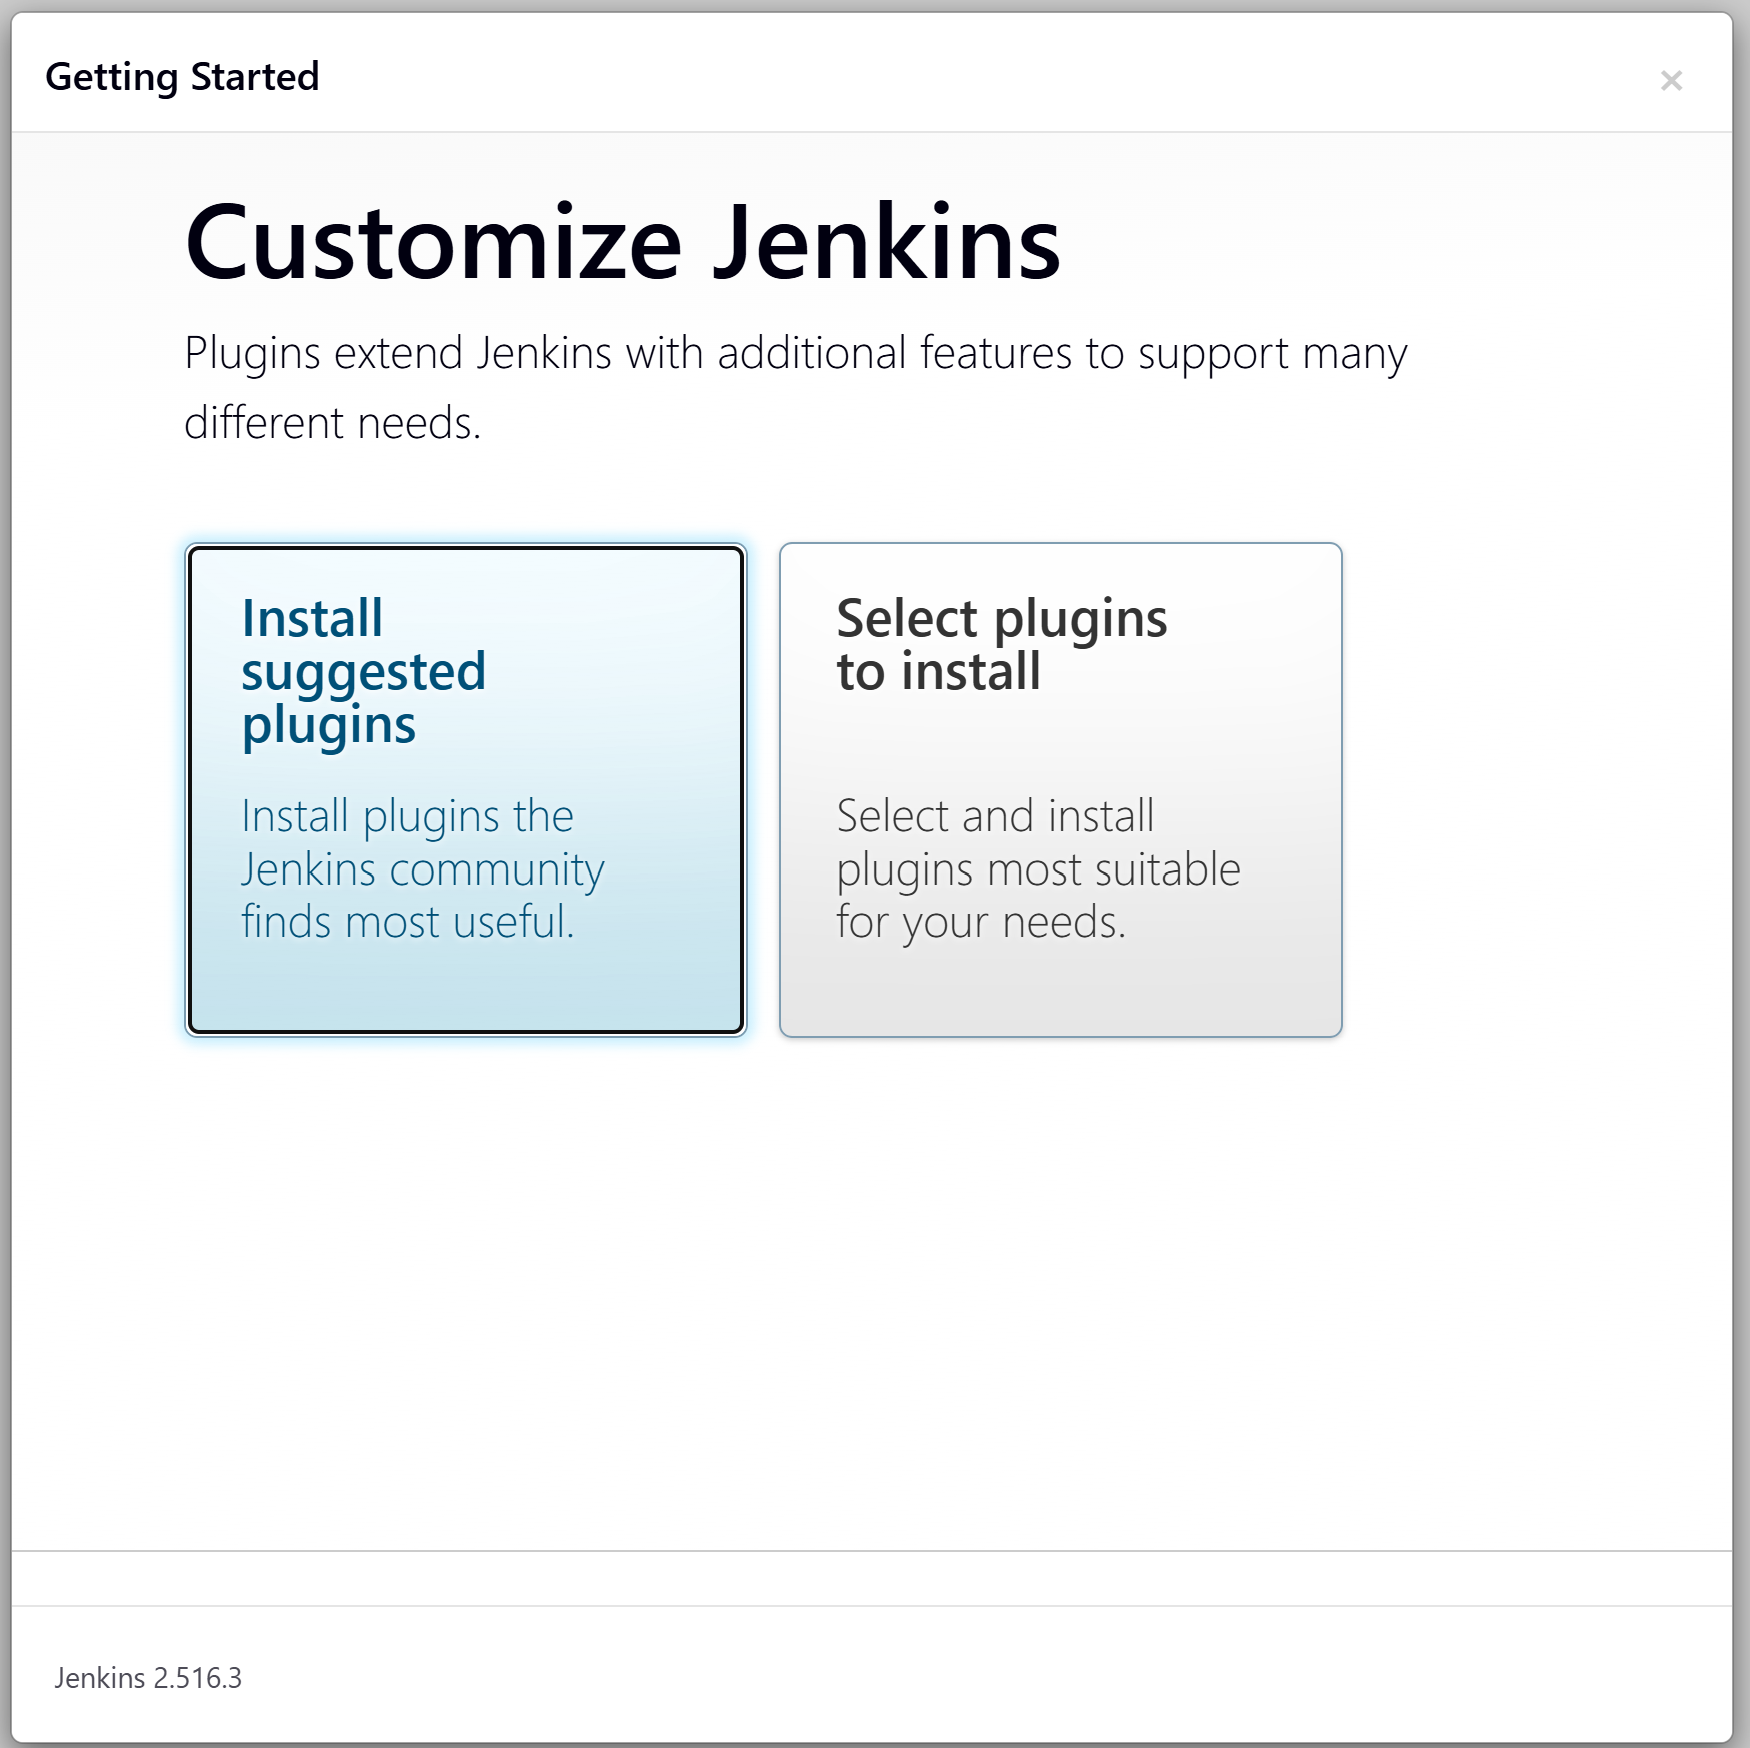 Getting Started
×
Customize Jenkins
Plugins extend Jenkins with additional features to support many
different needs.
Install
suggested
plugins
Install plugins the
Jenkins community
finds most useful.
Select plugins
to install
Select and install
plugins most suitable
for your needs.
Jenkins 2.516.3